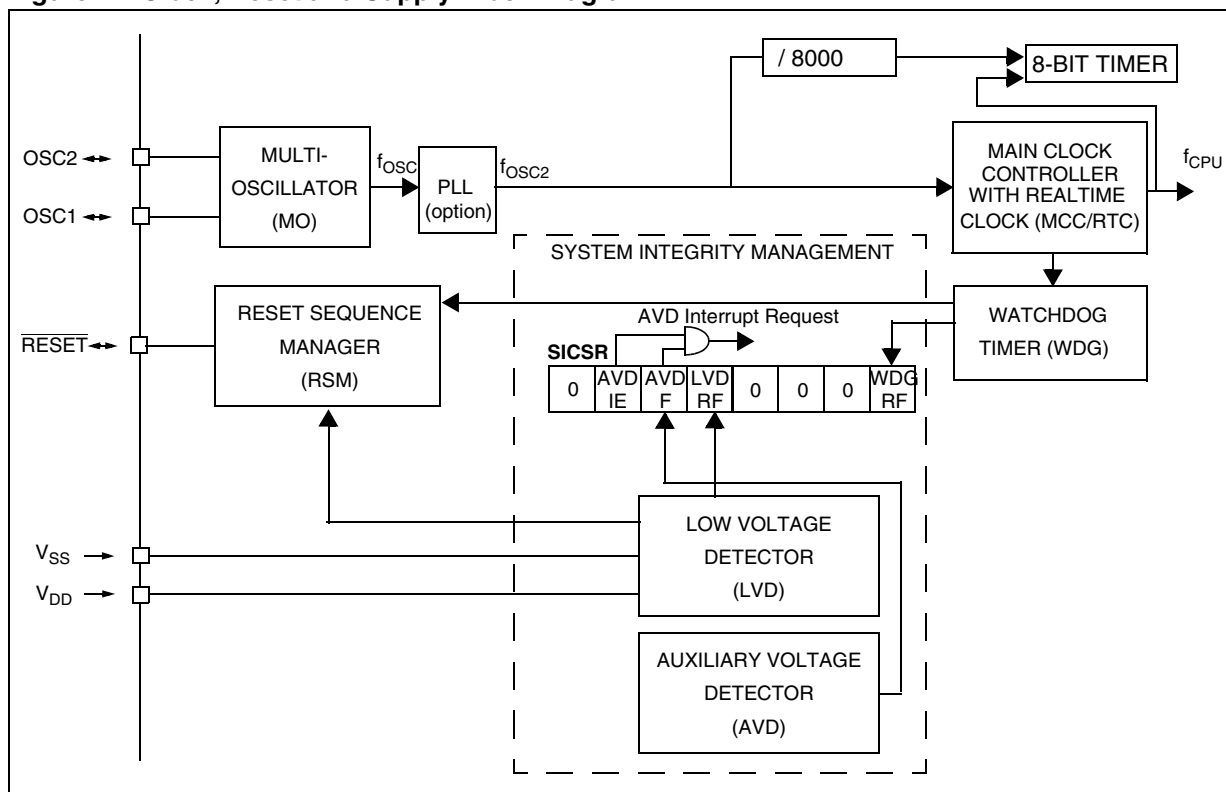 / 8000
8-BIT TIMER
OSC2
OSC1
MULTI-
OSCILLATOR
(MO)
fOSC
PLL
(option)
fOSC2
MAIN CLOCK
CONTROLLER
WITH REALTIME
CLOCK (MCC/RTC)
fCPU
SYSTEM INTEGRITY MANAGEMENT
RESET
RESET SEQUENCE
MANAGER
(RSM)
AVD Interrupt Request
WATCHDOG
TIMER (WDG)
SICSR
0 AVD IE AVD F LVD RF 0 0 0 WDG RF
VSS
VDD
LOW VOLTAGE
DETECTOR
(LVD)
AUXILIARY VOLTAGE
DETECTOR
(AVD)